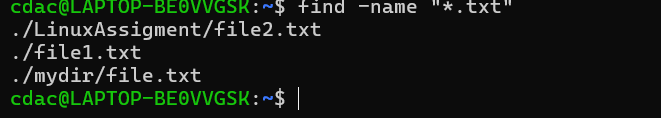 cdac@LAPTOP-BE0VVGSK:~$ find -name "*.txt"
./LinuxAssigment/file2.txt
./file1.txt
./mydir/file.txt
cdac@LAPTOP-BE0VVGSK:~$